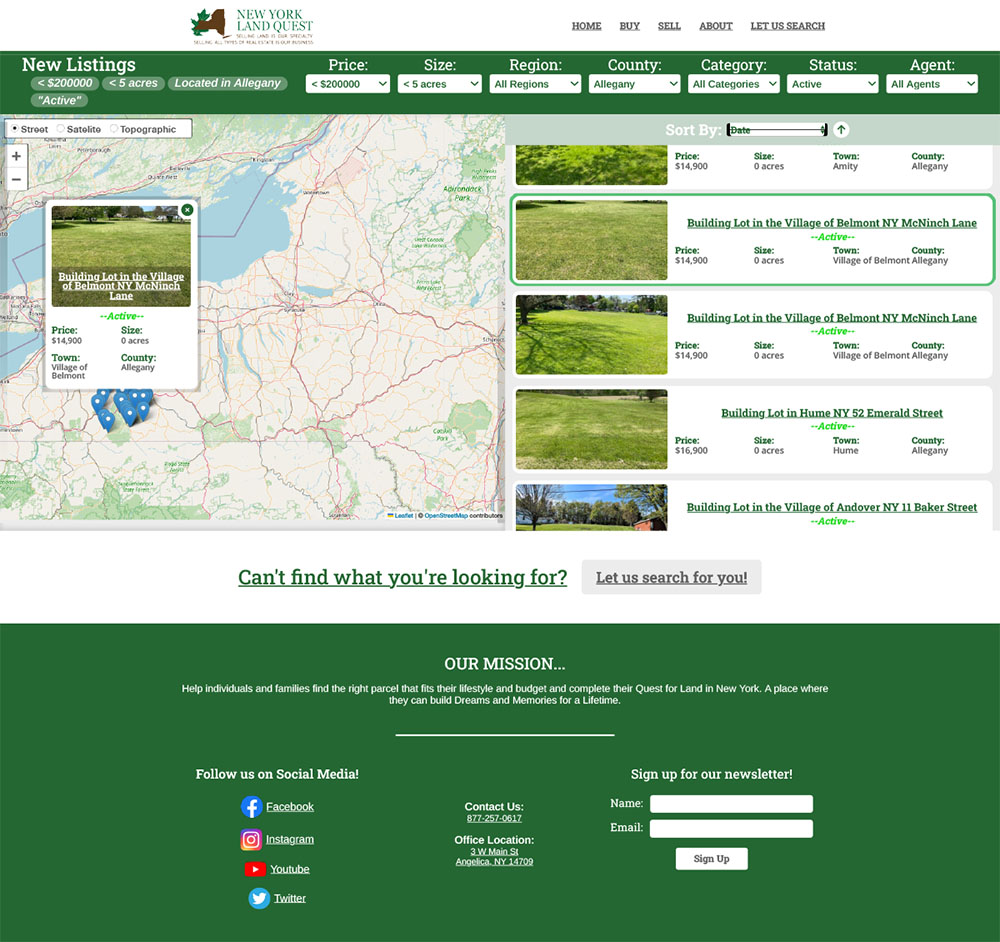 NEW YORK
LAND QUEST
SELLING LAND IS OUR SPECIALTY
SELLING ALL TYPES OF REAL ESTATE IS OUR BUSINESS
HOME BUY SELL ABOUT LET US SEARCH
New Listings
< $200000 < 5 acres Located in Allegany
"Active"
Price: Size: Region: County: Category: Status: Agent:
< $200000 < 5 acres All Regions Allegany All Categories Active All Agents
Street Satelite Topographic
+
−
Adirondack
Park
Building Lot in the Village
of Belmont NY McNinch
Lane
--Active--
Price: Size:
$14,900 0 acres
Town: County:
Village of Allegany
Belmont
Leaflet | © OpenStreetMap contributors
Sort By: Date
Price: Size: Town: County:
$14,900 0 acres Amity Allegany
Building Lot in the Village of Belmont NY McNinch Lane
--Active--
Price: Size: Town: County:
$14,900 0 acres Village of Belmont Allegany
Building Lot in the Village of Belmont NY McNinch Lane
--Active--
Price: Size: Town: County:
$14,900 0 acres Village of Belmont Allegany
Building Lot in Hume NY 52 Emerald Street
--Active--
Price: Size: Town: County:
$16,900 0 acres Hume Allegany
Building Lot in the Village of Andover NY 11 Baker Street
--Active--
Can't find what you're looking for? Let us search for you!
OUR MISSION...
Help individuals and families find the right parcel that fits their lifestyle and budget and complete their Quest for Land in New York. A place where
they can build Dreams and Memories for a Lifetime.
Follow us on Social Media!
Facebook
Instagram
Youtube
Twitter
Contact Us:
877-257-0617
Office Location:
3 W Main St
Angelica, NY 14709
Sign up for our newsletter!
Name:
Email:
Sign Up